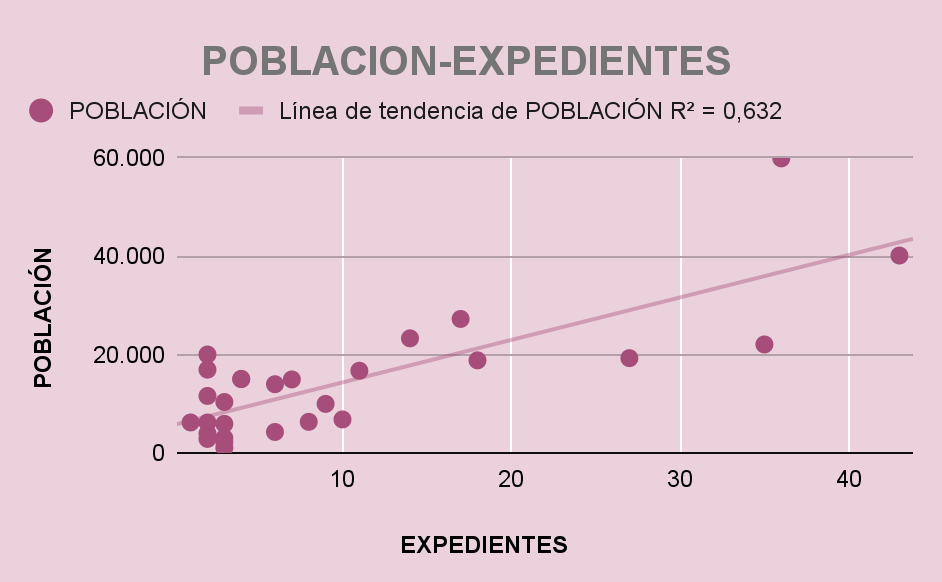 POBLACION-EXPEDIENTES
POBLACIÓN Línea de tendencia de POBLACIÓN R² = 0,632
60.000
40.000
20.000
0
POBLACIÓN
10 20 30 40
EXPEDIENTES